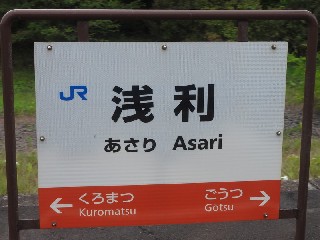 JR 浅利
あさり Asari
← くろまつ ごうつ →
Kuromatsu Gotsu